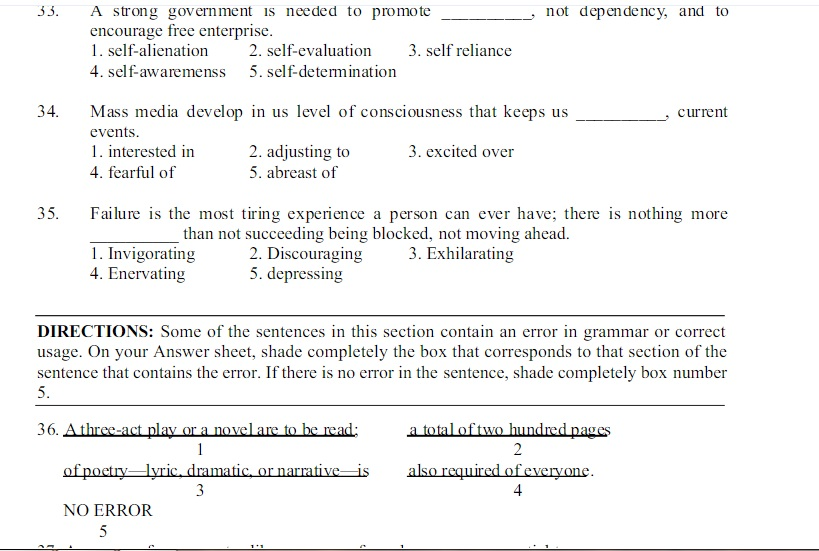 33. A strong government is needed to promote __________, not dependency, and to
encourage free enterprise.
1. self-alienation 2. self-evaluation 3. self reliance
4. self-awaremenss 5. self-determination
34. Mass media develop in us level of consciousness that keeps us __________, current
events.
1. interested in 2. adjusting to 3. excited over
4. fearful of 5. abreast of
35. Failure is the most tiring experience a person can ever have; there is nothing more
__________ than not succeeding being blocked, not moving ahead.
1. Invigorating 2. Discouraging 3. Exhilarating
4. Enervating 5. depressing
DIRECTIONS: Some of the sentences in this section contain an error in grammar or correct
usage. On your Answer sheet, shade completely the box that corresponds to that section of the
sentence that contains the error. If there is no error in the sentence, shade completely box number
5.
36. A three-act play or a novel are to be read; a total of two hundred pages
1 2
of poetry—lyric, dramatic, or narrative—is also required of everyone.
3 4
NO ERROR
5